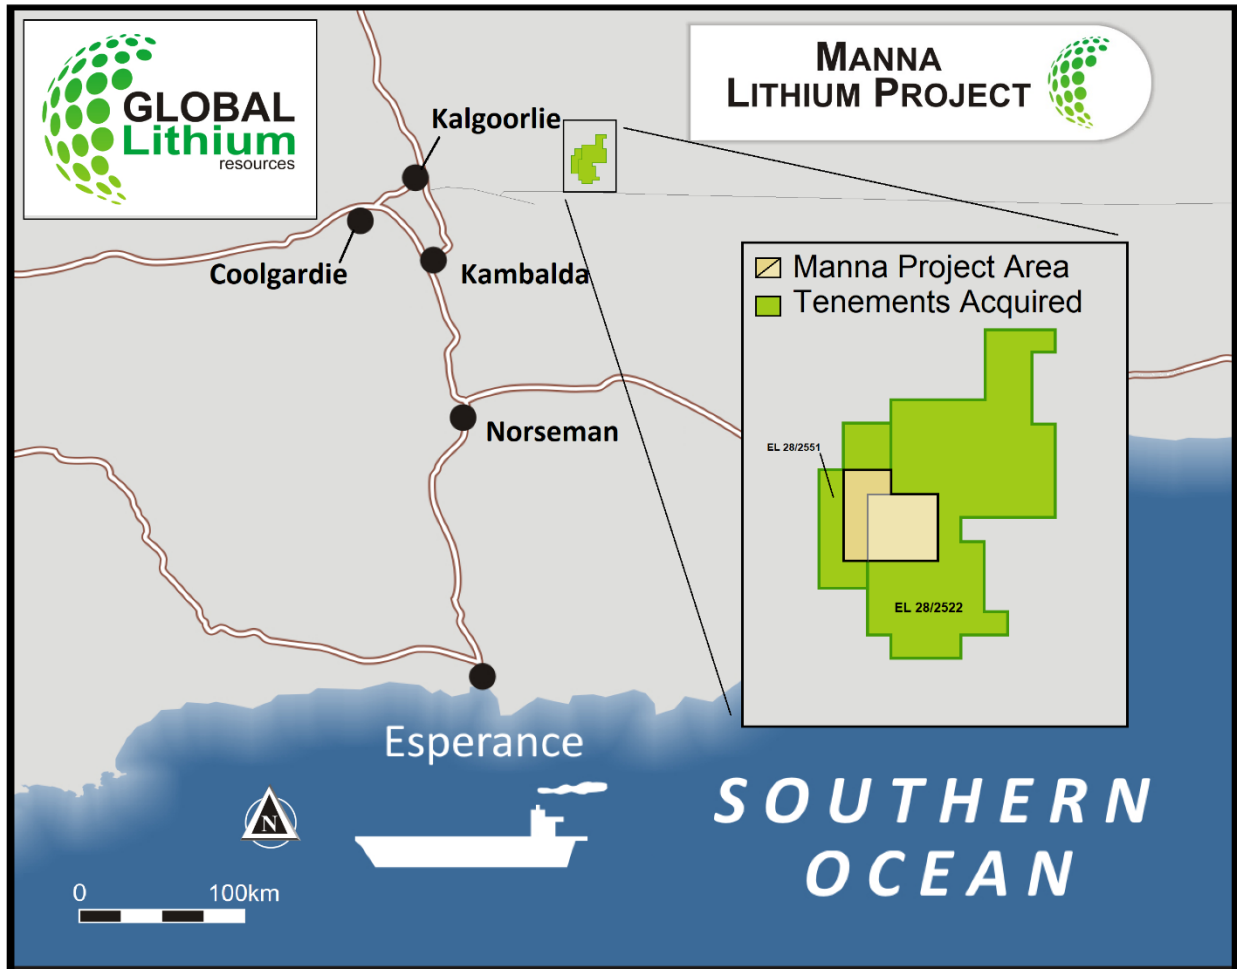 GLOBAL
Lithium
resources
MANNA
LITHIUM PROJECT
Kalgoorlie
Coolgardie
Kambalda
Manna Project Area
Tenements Acquired
Norseman
EL 28/2551
EL 28/2522
Esperance
SOUTHERN
OCEAN
N
0 100km